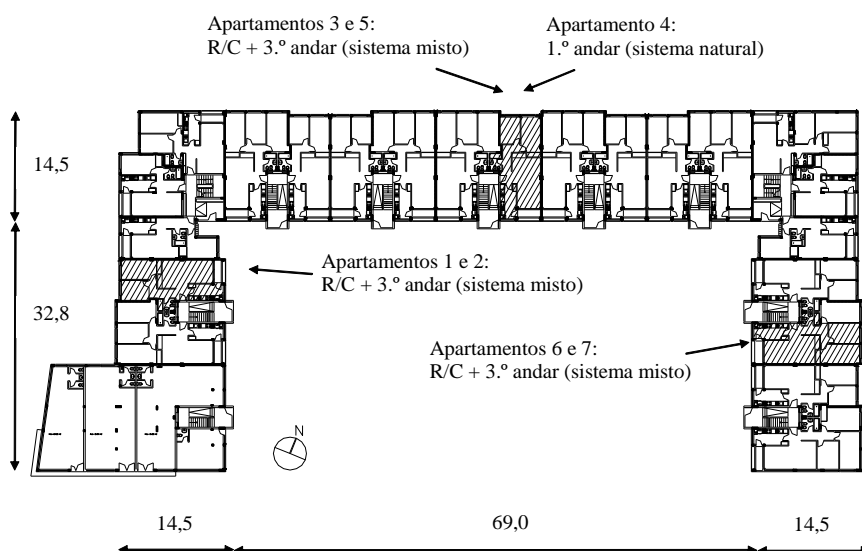 Apartamentos 3 e 5:
R/C + 3.º andar (sistema misto)
Apartamento 4:
1.º andar (sistema natural)
14,5
Apartamentos 1 e 2:
R/C + 3.º andar (sistema misto)
32,8
Apartamentos 6 e 7:
R/C + 3.º andar (sistema misto)
N
14,5
69,0
14,5